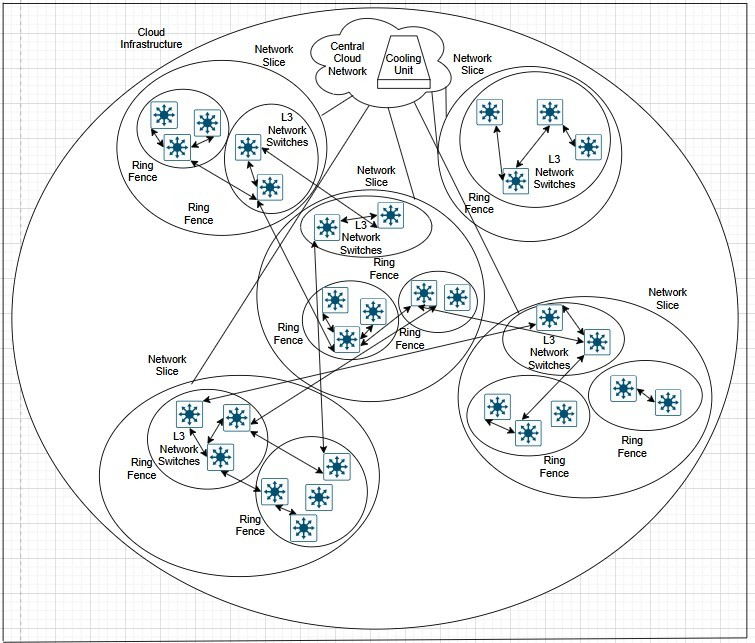 Cloud
Infrastructure
Network
Slice
Central
Cloud
Network
Cooling
Unit
Network
Slice
L3
Network
Switches
Ring
Fence
Ring
Fence
L3
Network
Switches
Ring
Fence
Network
Slice
L3
Network
Switches
Ring
Fence
Ring
Fence
Ring
Fence
Network
Slice
L3
Network
Switches
Ring
Fence
Ring
Fence
Network
Slice
L3
Network
Switches
Ring
Fence
Ring
Fence